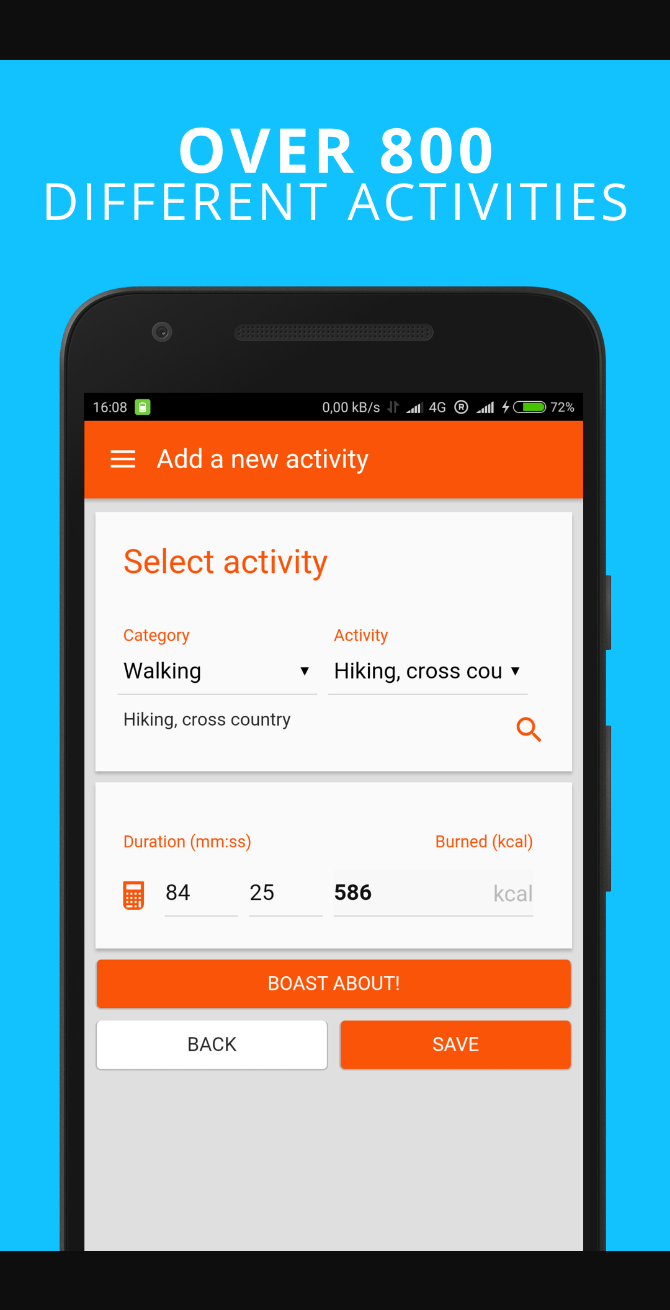 OVER 800
DIFFERENT ACTIVITIES
16:08 0,00 kB/s 4G R 72%
Add a new activity
Select activity
Category Activity
Walking Hiking, cross cou
Hiking, cross country
Duration (mm:ss) Burned (kcal)
84 25 586 kcal
BOAST ABOUT!
BACK SAVE